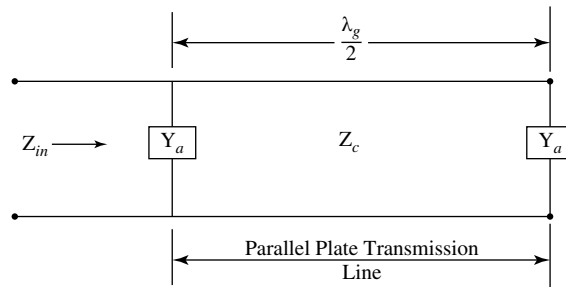 λg
2
Zin
Ya
Zc
Ya
Parallel Plate Transmission
Line